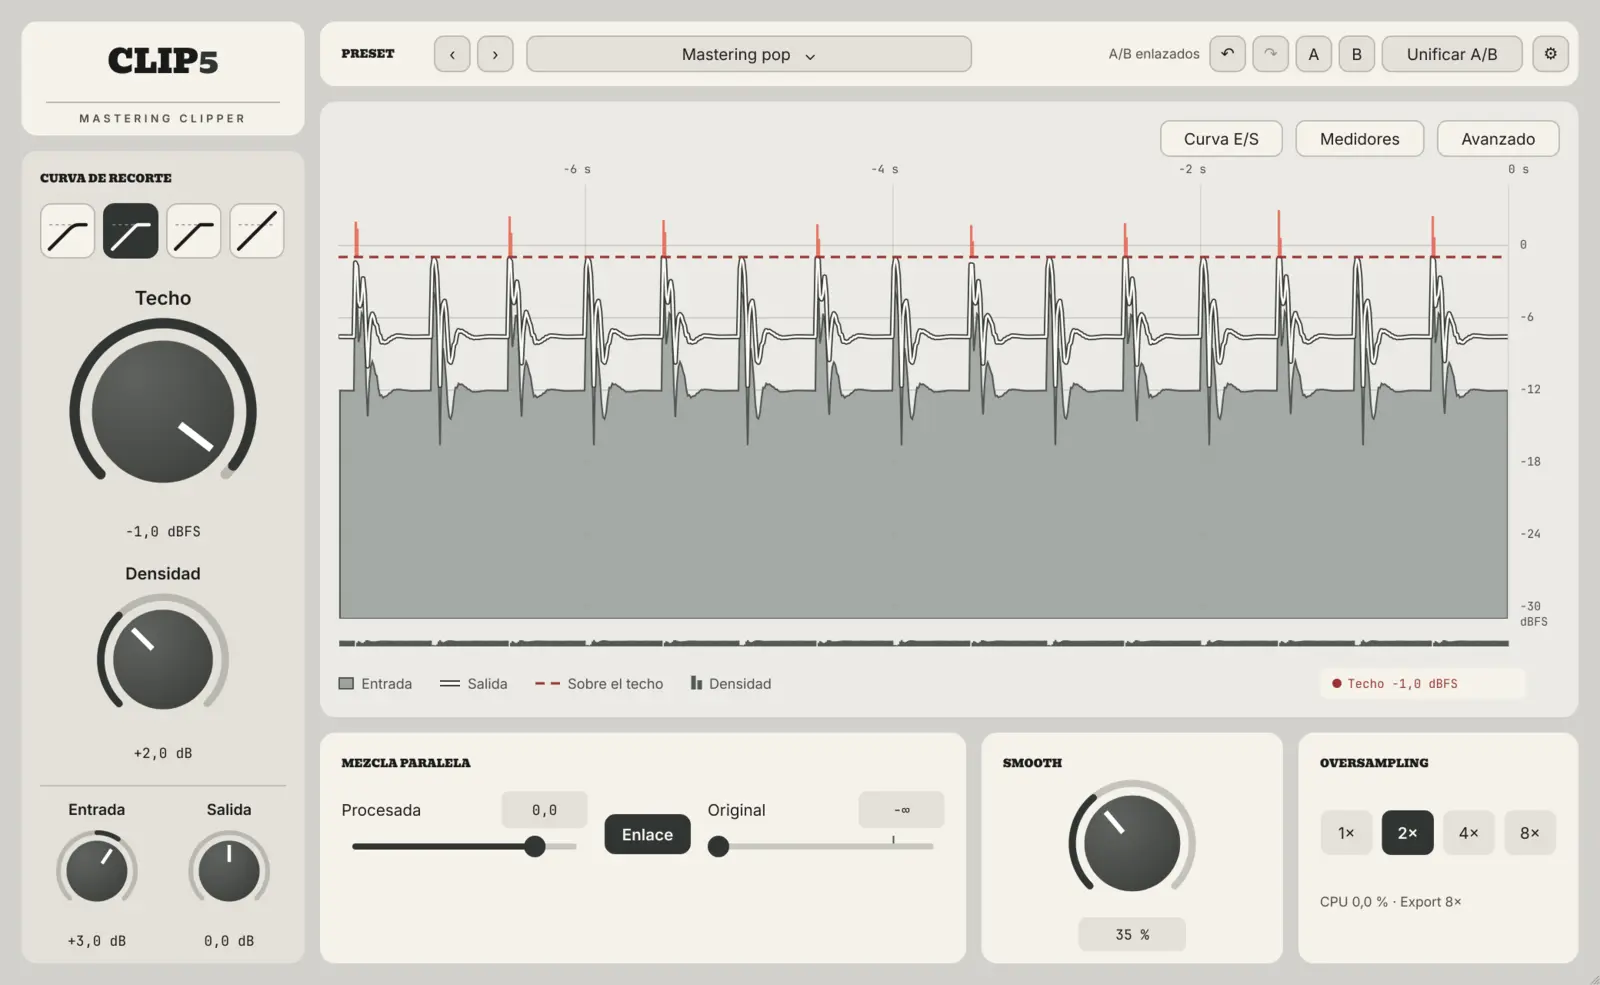 CLIP5
MASTERING CLIPPER
PRESET
‹
›
Mastering pop
A/B enlazados
A
B
Unificar A/B
CURVA DE RECORTE
Techo
-1,0 dBFS
Densidad
+2,0 dB
Entrada
Salida
+3,0 dB
0,0 dB
Curva E/S
Medidores
Avanzado
-6 s
-4 s
-2 s
0 s
0
-6
-12
-18
-24
-30
dBFS
Entrada
Salida
Sobre el techo
Densidad
Techo -1,0 dBFS
MEZCLA PARALELA
Procesada
0,0
Enlace
Original
-∞
SMOOTH
35 %
OVERSAMPLING
1×
2×
4×
8×
CPU 0,0 % · Export 8×